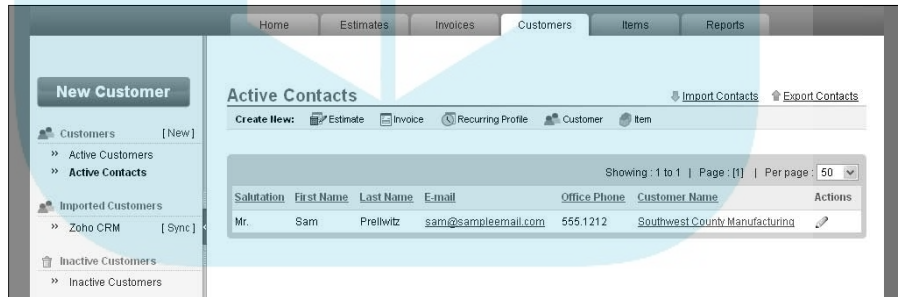 Home Estimates Invoices Customers Items Reports
New Customer
Customers [New]
» Active Customers
» Active Contacts
Imported Customers
» Zoho CRM [Sync]
Inactive Customers
» Inactive Customers
Active Contacts
Import Contacts Export Contacts
Create New: Estimate Invoice Recurring Profile Customer Item
Showing : 1 to 1 | Page : [1] | Per page : 50
Salutation First Name Last Name E-mail Office Phone Customer Name Actions
Mr. Sam Prellwitz sam@sampleemail.com 555.1212 Southwest County Manufacturing